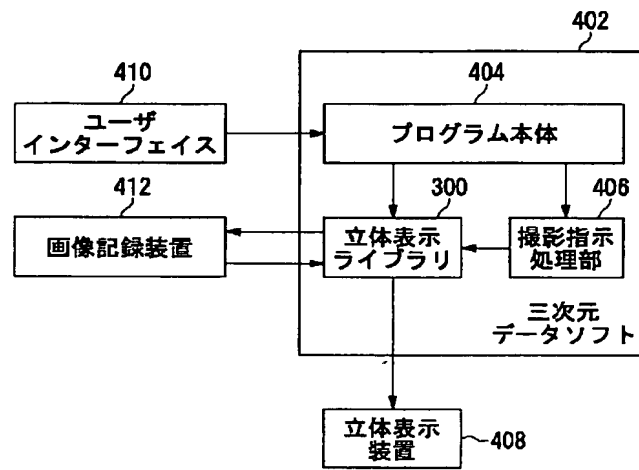 402
410
404
ユーザ
インターフェイス
プログラム本体
412
300
406
画像記録装置
立体表示
ライブラリ
撮影指示
処理部
三次元
データソフト
立体表示
装置
408